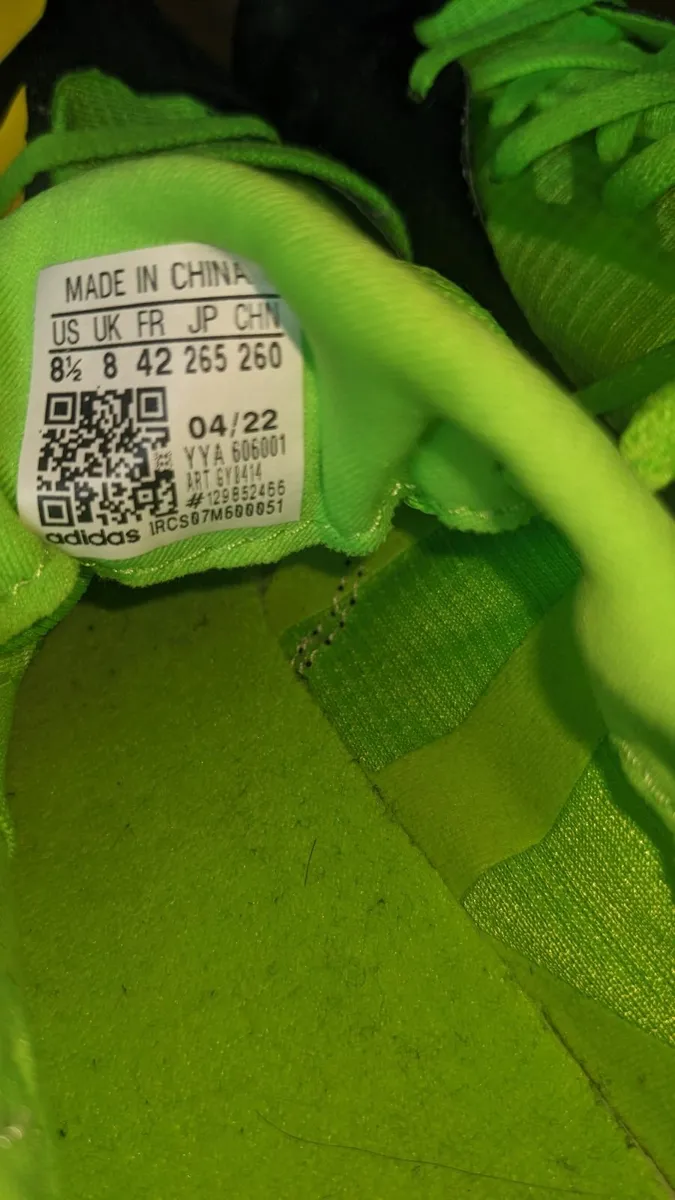 MADE IN CHINA
US UK FR JP CHN
8½ 8 42 265 260
04/22
YYA 606001
ART GY0414
#129852466
adidas IRCS07M600051